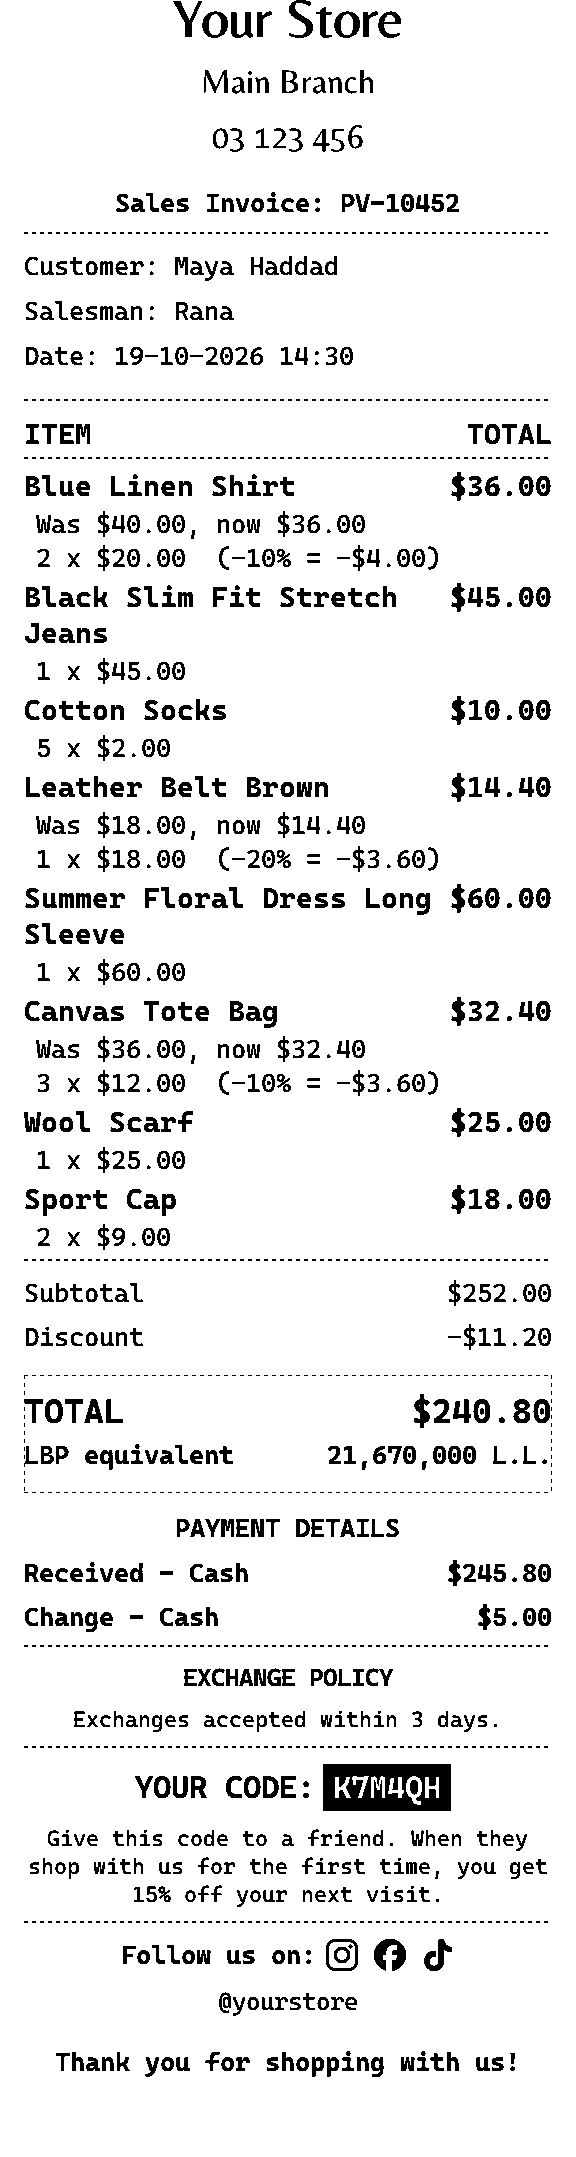 Your Store
Main Branch
03 123 456
Sales Invoice: PV-10452
Customer: Maya Haddad
Salesman: Rana
Date: 19-10-2026 14:30
ITEM TOTAL
Blue Linen Shirt $36.00
Was $40.00, now $36.00
2 x $20.00 (-10% = -$4.00)
Black Slim Fit Stretch $45.00
Jeans
1 x $45.00
Cotton Socks $10.00
5 x $2.00
Leather Belt Brown $14.40
Was $18.00, now $14.40
1 x $18.00 (-20% = -$3.60)
Summer Floral Dress Long $60.00
Sleeve
1 x $60.00
Canvas Tote Bag $32.40
Was $36.00, now $32.40
3 x $12.00 (-10% = -$3.60)
Wool Scarf $25.00
1 x $25.00
Sport Cap $18.00
2 x $9.00
Subtotal $252.00
Discount -$11.20
TOTAL $240.80
LBP equivalent 21,670,000 L.L.
PAYMENT DETAILS
Received - Cash $245.80
Change - Cash $5.00
EXCHANGE POLICY
Exchanges accepted within 3 days.
YOUR CODE: K7M4QH
Give this code to a friend. When they
shop with us for the first time, you get
15% off your next visit.
Follow us on:
@yourstore
Thank you for shopping with us!